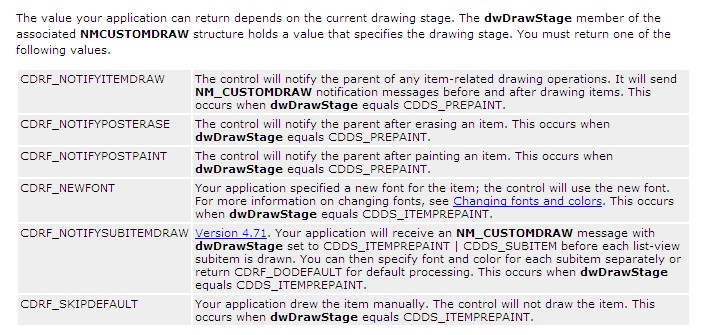 The value your application can return depends on the current drawing stage. The dwDrawStage member of the
associated NMCUSTOMDRAW structure holds a value that specifies the drawing stage. You must return one of the
following values.
CDRF_NOTIFYITEMDRAW The control will notify the parent of any item-related drawing operations. It will send
NM_CUSTOMDRAW notification messages before and after drawing items. This
occurs when dwDrawStage equals CDDS_PREPAINT.
CDRF_NOTIFYPOSTERASE The control will notify the parent after erasing an item. This occurs when
dwDrawStage equals CDDS_PREPAINT.
CDRF_NOTIFYPOSTPAINT The control will notify the parent after painting an item. This occurs when
dwDrawStage equals CDDS_PREPAINT.
CDRF_NEWFONT Your application specified a new font for the item; the control will use the new font.
For more information on changing fonts, see Changing fonts and colors. This occurs
when dwDrawStage equals CDDS_ITEMPREPAINT.
CDRF_NOTIFYSUBITEMDRAW Version 4.71. Your application will receive an NM_CUSTOMDRAW message with
dwDrawStage set to CDDS_ITEMPREPAINT | CDDS_SUBITEM before each list-view
subitem is drawn. You can then specify font and color for each subitem separately or
return CDRF_DODEFAULT for default processing. This occurs when dwDrawStage
equals CDDS_ITEMPREPAINT.
CDRF_SKIPDEFAULT Your application drew the item manually. The control will not draw the item. This
occurs when dwDrawStage equals CDDS_ITEMPREPAINT.